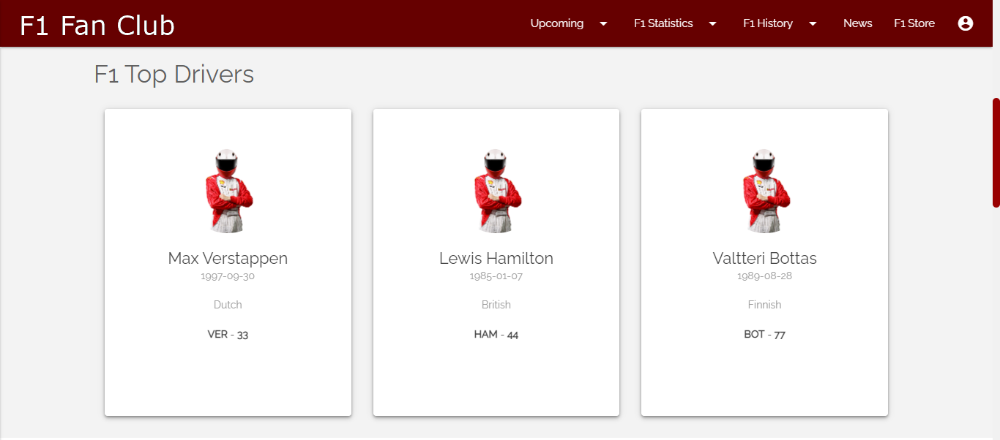 F1 Fan Club
Upcoming F1 Statistics F1 History News F1 Store
F1 Top Drivers
Max Verstappen
1997-09-30
Dutch
VER - 33
Lewis Hamilton
1985-01-07
British
HAM - 44
Valtteri Bottas
1989-08-28
Finnish
BOT - 77